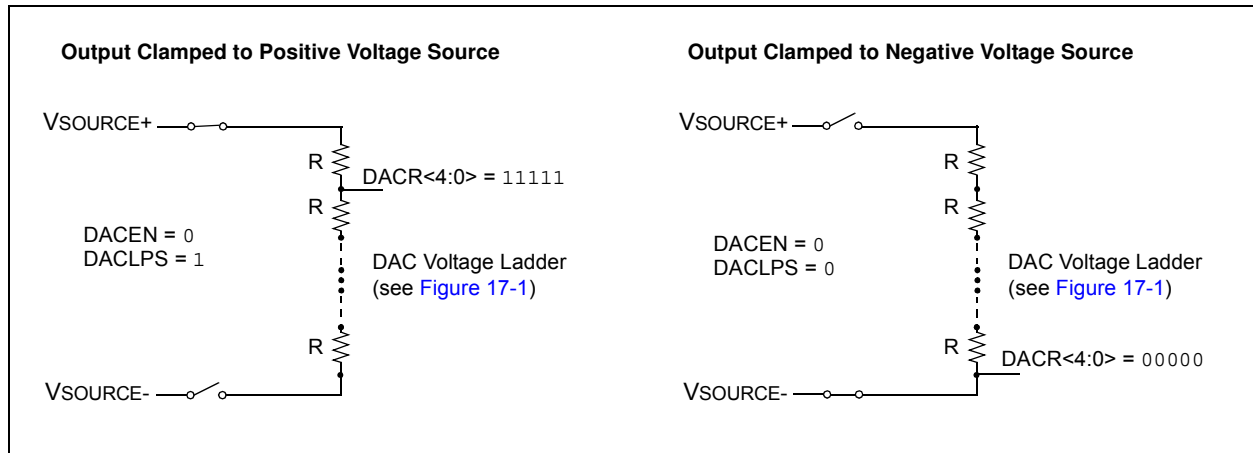 Output Clamped to Positive Voltage Source
VSOURCE+
R
DACR<4:0> = 11111
R
DACEN = 0
DACLPS = 1
DAC Voltage Ladder
(see Figure 17-1)
R
VSOURCE-
Output Clamped to Negative Voltage Source
VSOURCE+
R
R
DACEN = 0
DACLPS = 0
DAC Voltage Ladder
(see Figure 17-1)
R
DACR<4:0> = 00000
VSOURCE-